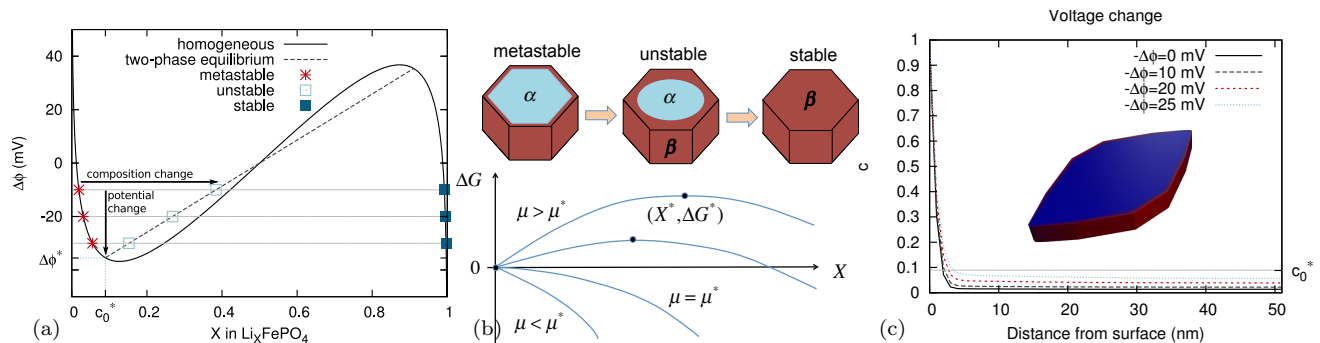 homogeneous
two-phase equilibrium
metastable
unstable
stable
40
20
0
-20
-40
Δϕ (mV)
composition change
potential
change
Δϕ*
0
0.2
0.4
0.6
0.8
1
c₀*
X in LiₓFePO₄
(a)
metastable
unstable
stable
α
α
β
β
ΔG
μ > μ*
(X*,ΔG*)
0
X
μ = μ*
μ < μ*
(b)
Voltage change
-Δϕ=0 mV
-Δϕ=10 mV
-Δϕ=20 mV
-Δϕ=25 mV
1
0.9
0.8
0.7
0.6
0.5
0.4
0.3
0.2
0.1
0
c
c₀*
0
10
20
30
40
50
Distance from surface (nm)
(c)